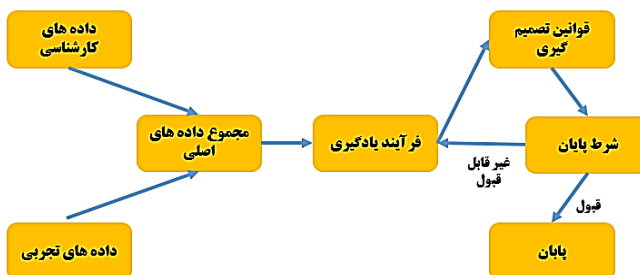 داده های
کارشناسی
مجموع داده های
اصلی
داده های تجربی
فرآیند یادگیری
قوانین تصمیم
گیری
شرط پایان
غیر قابل
قبول
قبول
پایان